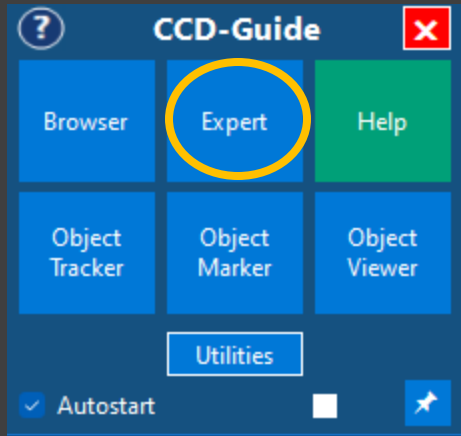 ? CCD-Guide X
Browser Expert Help
Object Object Object
Tracker Marker Viewer
Utilities
Autostart